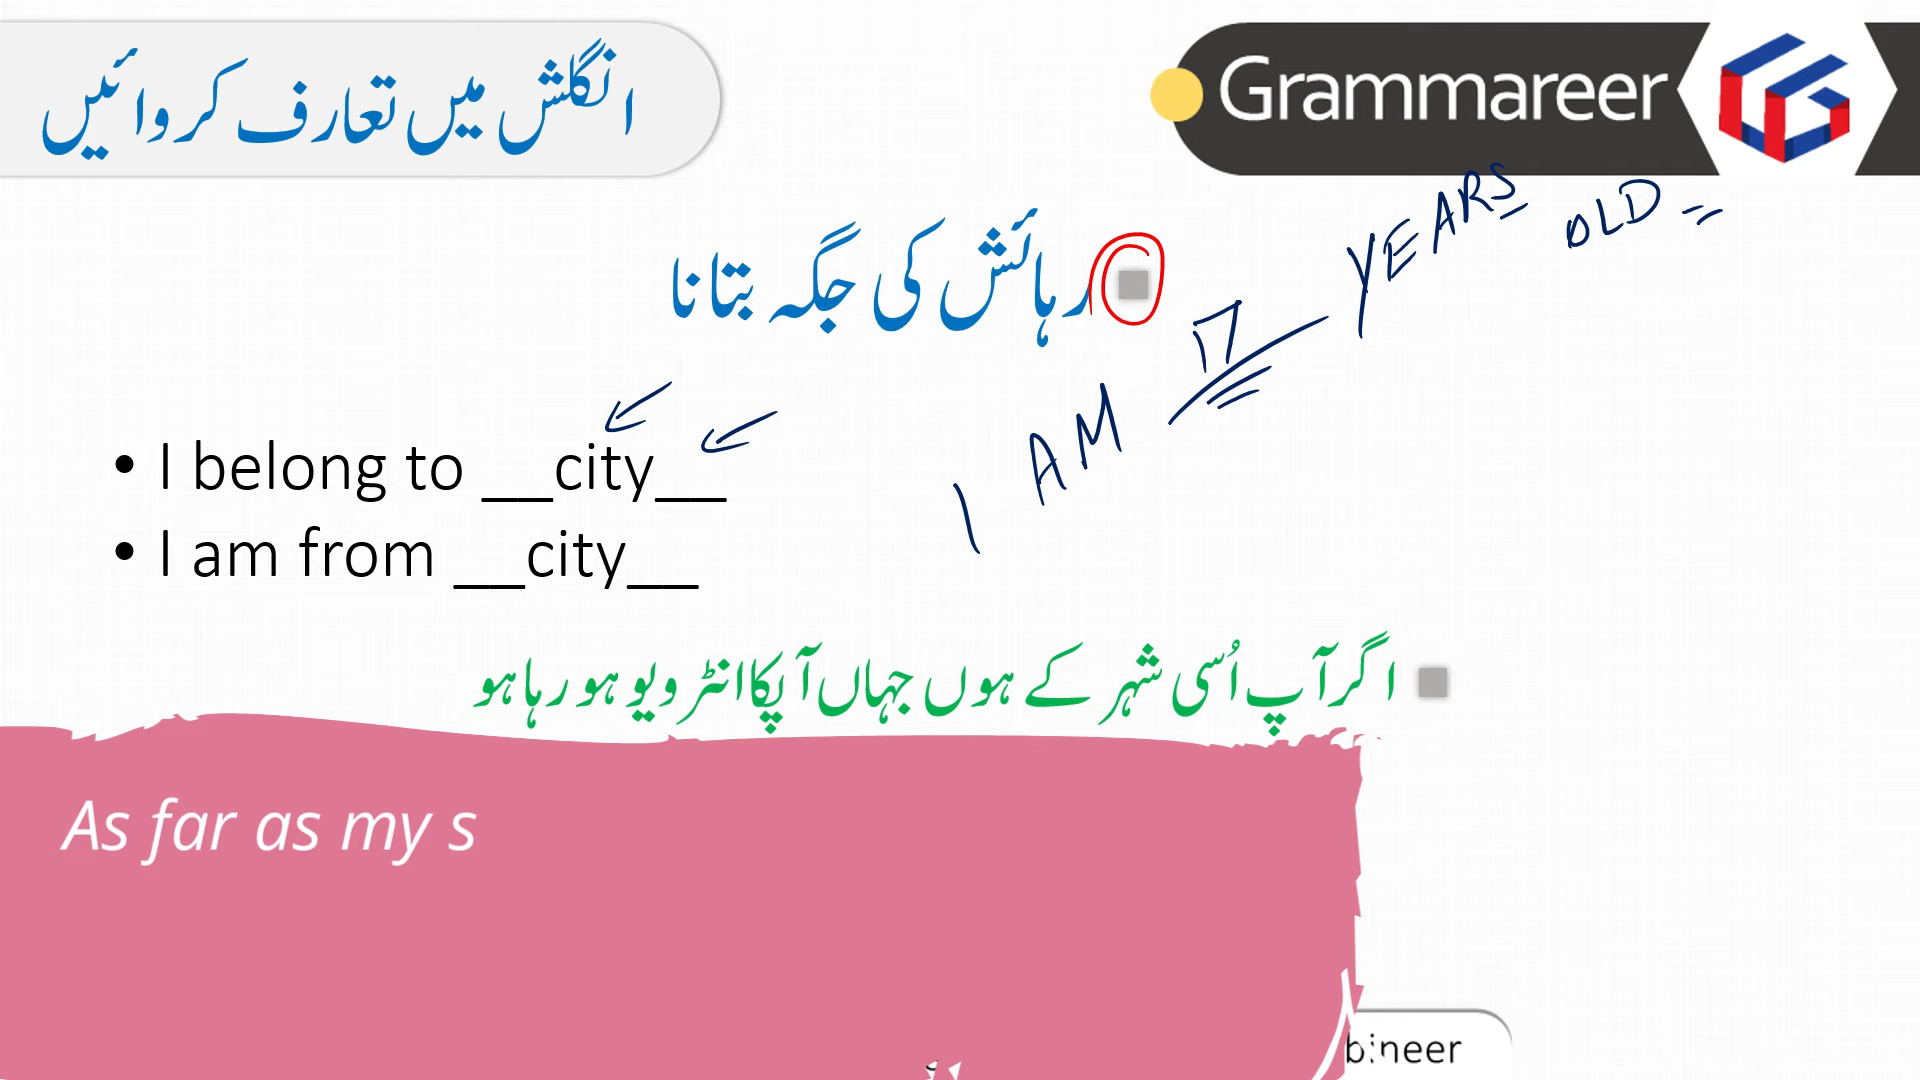 انگلش میں تعارف کروائیں
Grammareer
رہائش کی جگہ بتانا
I AM 17 YEARS OLD
• I belong to __city__
• I am from __city__
اگر آپ اُسی شہر کے ہوں جہاں آپکا انٹرویو ہو رہا ہو
As far as my s